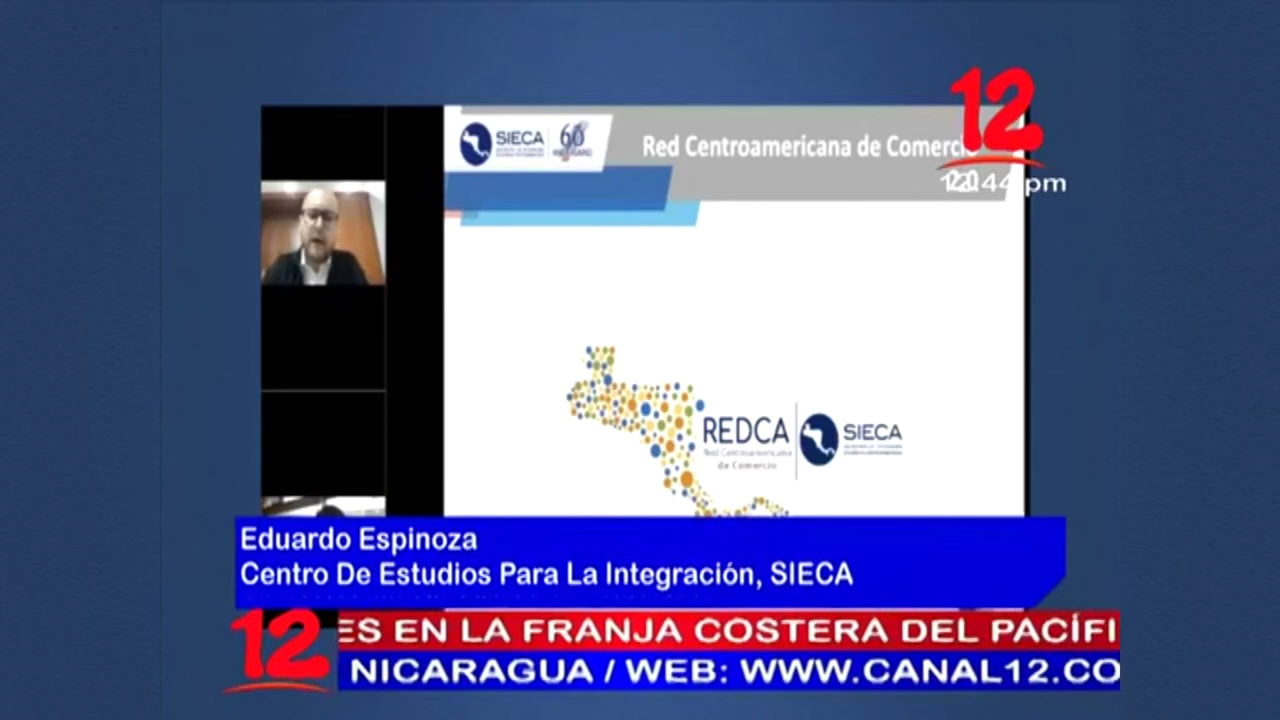 12
SIECA
60
Red Centroamericana de Comerc
12:44 pm
REDCA
Red Centroamericana
de Comercio
SIECA
Eduardo Espinoza
Centro De Estudios Para La Integración, SIECA
12
ES EN LA FRANJA COSTERA DEL PACÍFI
NICARAGUA / WEB: WWW.CANAL12.CO